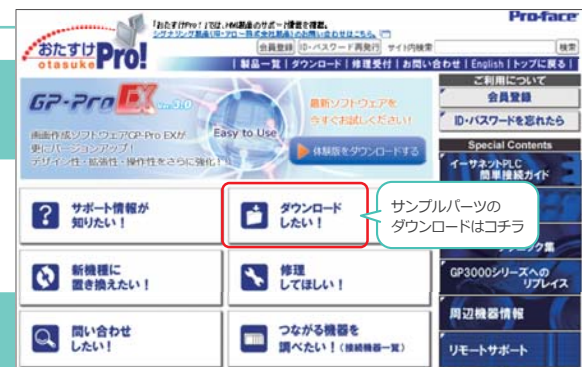 「おたすけPro! 」では、HMI製品のサポート情報を掲載。
Pro-face
会員登録 ID・パスワード再発行 サイト内検索 検索
おたすけPro!
otasuke
製品一覧 | ダウンロード | 修理受付 | お問い合わせ | English | トップに戻る
ご利用について
会員登録
ID・パスワードを忘れたら
GP-Pro EX Ver.3.0
画面作成ソフトウェアGP-Pro EXが
更にバージョンアップ!
デザイン性・拡張性・操作性をさらに強化!!
Easy to Use
最新ソフトウェアを
今すぐお試しください!
体験版をダウンロードする
Special Contents
イーサネットPLC
簡単接続ガイド
サポート情報が
知りたい!
ダウンロード
したい!
サンプルパーツの
ダウンロードはコチラ
ック集
新機種に
置き換えたい!
修理
してほしい!
GP3000シリーズへの
リプレイス
問い合わせ
したい!
つながる機器を
調べたい!(接続機器一覧)
周辺機器情報
リモートサポート